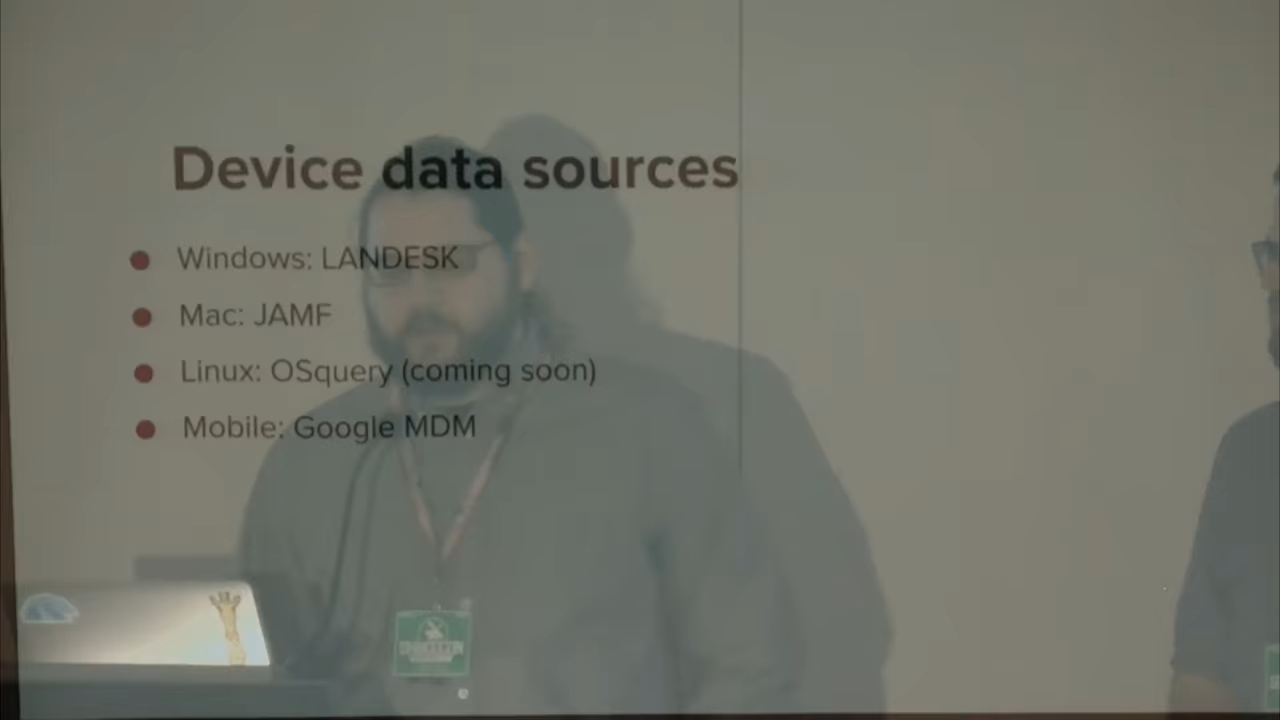 Device data sources
Windows: LANDESK
Mac: JAMF
Linux: OSquery (coming soon)
Mobile: Google MDM